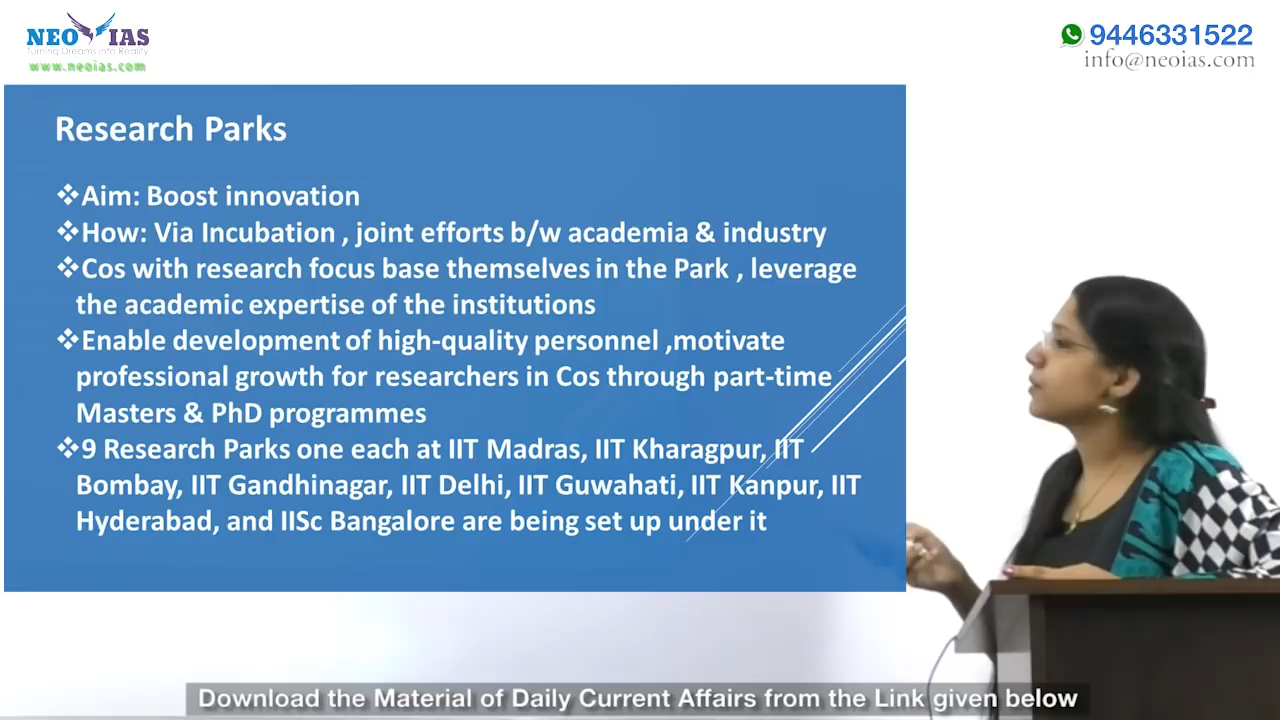 NEO IAS
Turning Dreams into Reality
www.neoias.com
9446331522
info@neoias.com
Research Parks
❖Aim: Boost innovation
❖How: Via Incubation , joint efforts b/w academia & industry
❖Cos with research focus base themselves in the Park , leverage
the academic expertise of the institutions
❖Enable development of high-quality personnel ,motivate
professional growth for researchers in Cos through part-time
Masters & PhD programmes
❖9 Research Parks one each at IIT Madras, IIT Kharagpur, IIT
Bombay, IIT Gandhinagar, IIT Delhi, IIT Guwahati, IIT Kanpur, IIT
Hyderabad, and IISc Bangalore are being set up under it
Download the Material of Daily Current Affairs from the Link given below